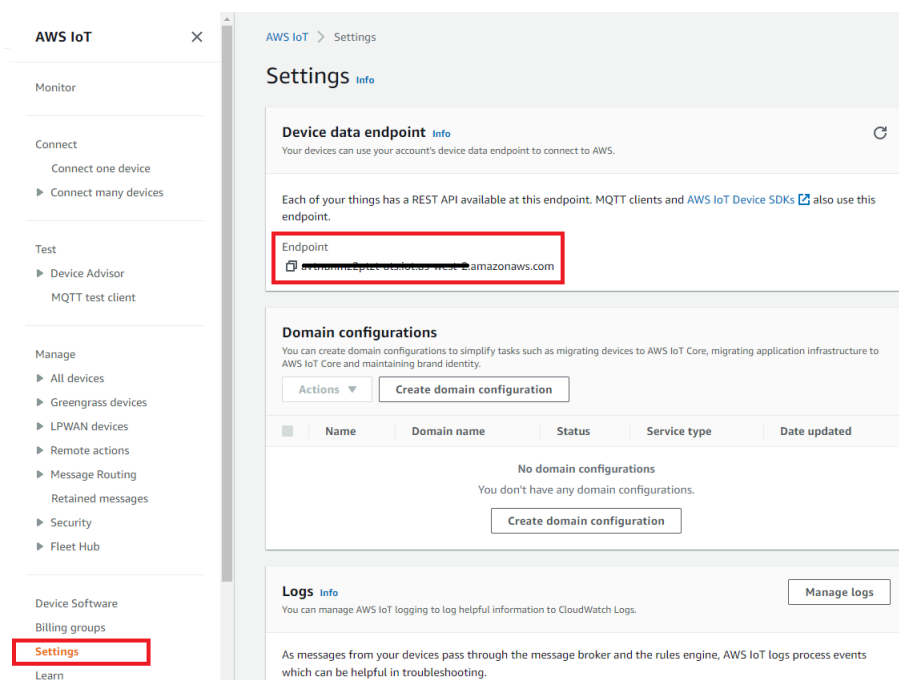 AWS IoT
Monitor
Connect
Connect one device
Connect many devices
Test
Device Advisor
MQTT test client
Manage
All devices
Greengrass devices
LPWAN devices
Remote actions
Message Routing
Retained messages
Security
Fleet Hub
Device Software
Billing groups
Settings
Learn
AWS IoT > Settings
Settings Info
Device data endpoint Info
Your devices can use your account's device data endpoint to connect to AWS.
Each of your things has a REST API available at this endpoint. MQTT clients and AWS IoT Device SDKs also use this
endpoint.
Endpoint
.amazonaws.com
Domain configurations
You can create domain configurations to simplify tasks such as migrating devices to AWS IoT Core, migrating application infrastructure to
AWS IoT Core and maintaining brand identity.
Actions Create domain configuration
Name Domain name Status Service type Date updated
No domain configurations
You don't have any domain configurations.
Create domain configuration
Logs Info
Manage logs
You can manage AWS IoT logging to log helpful information to CloudWatch Logs.
As messages from your devices pass through the message broker and the rules engine, AWS IoT logs process events
which can be helpful in troubleshooting.